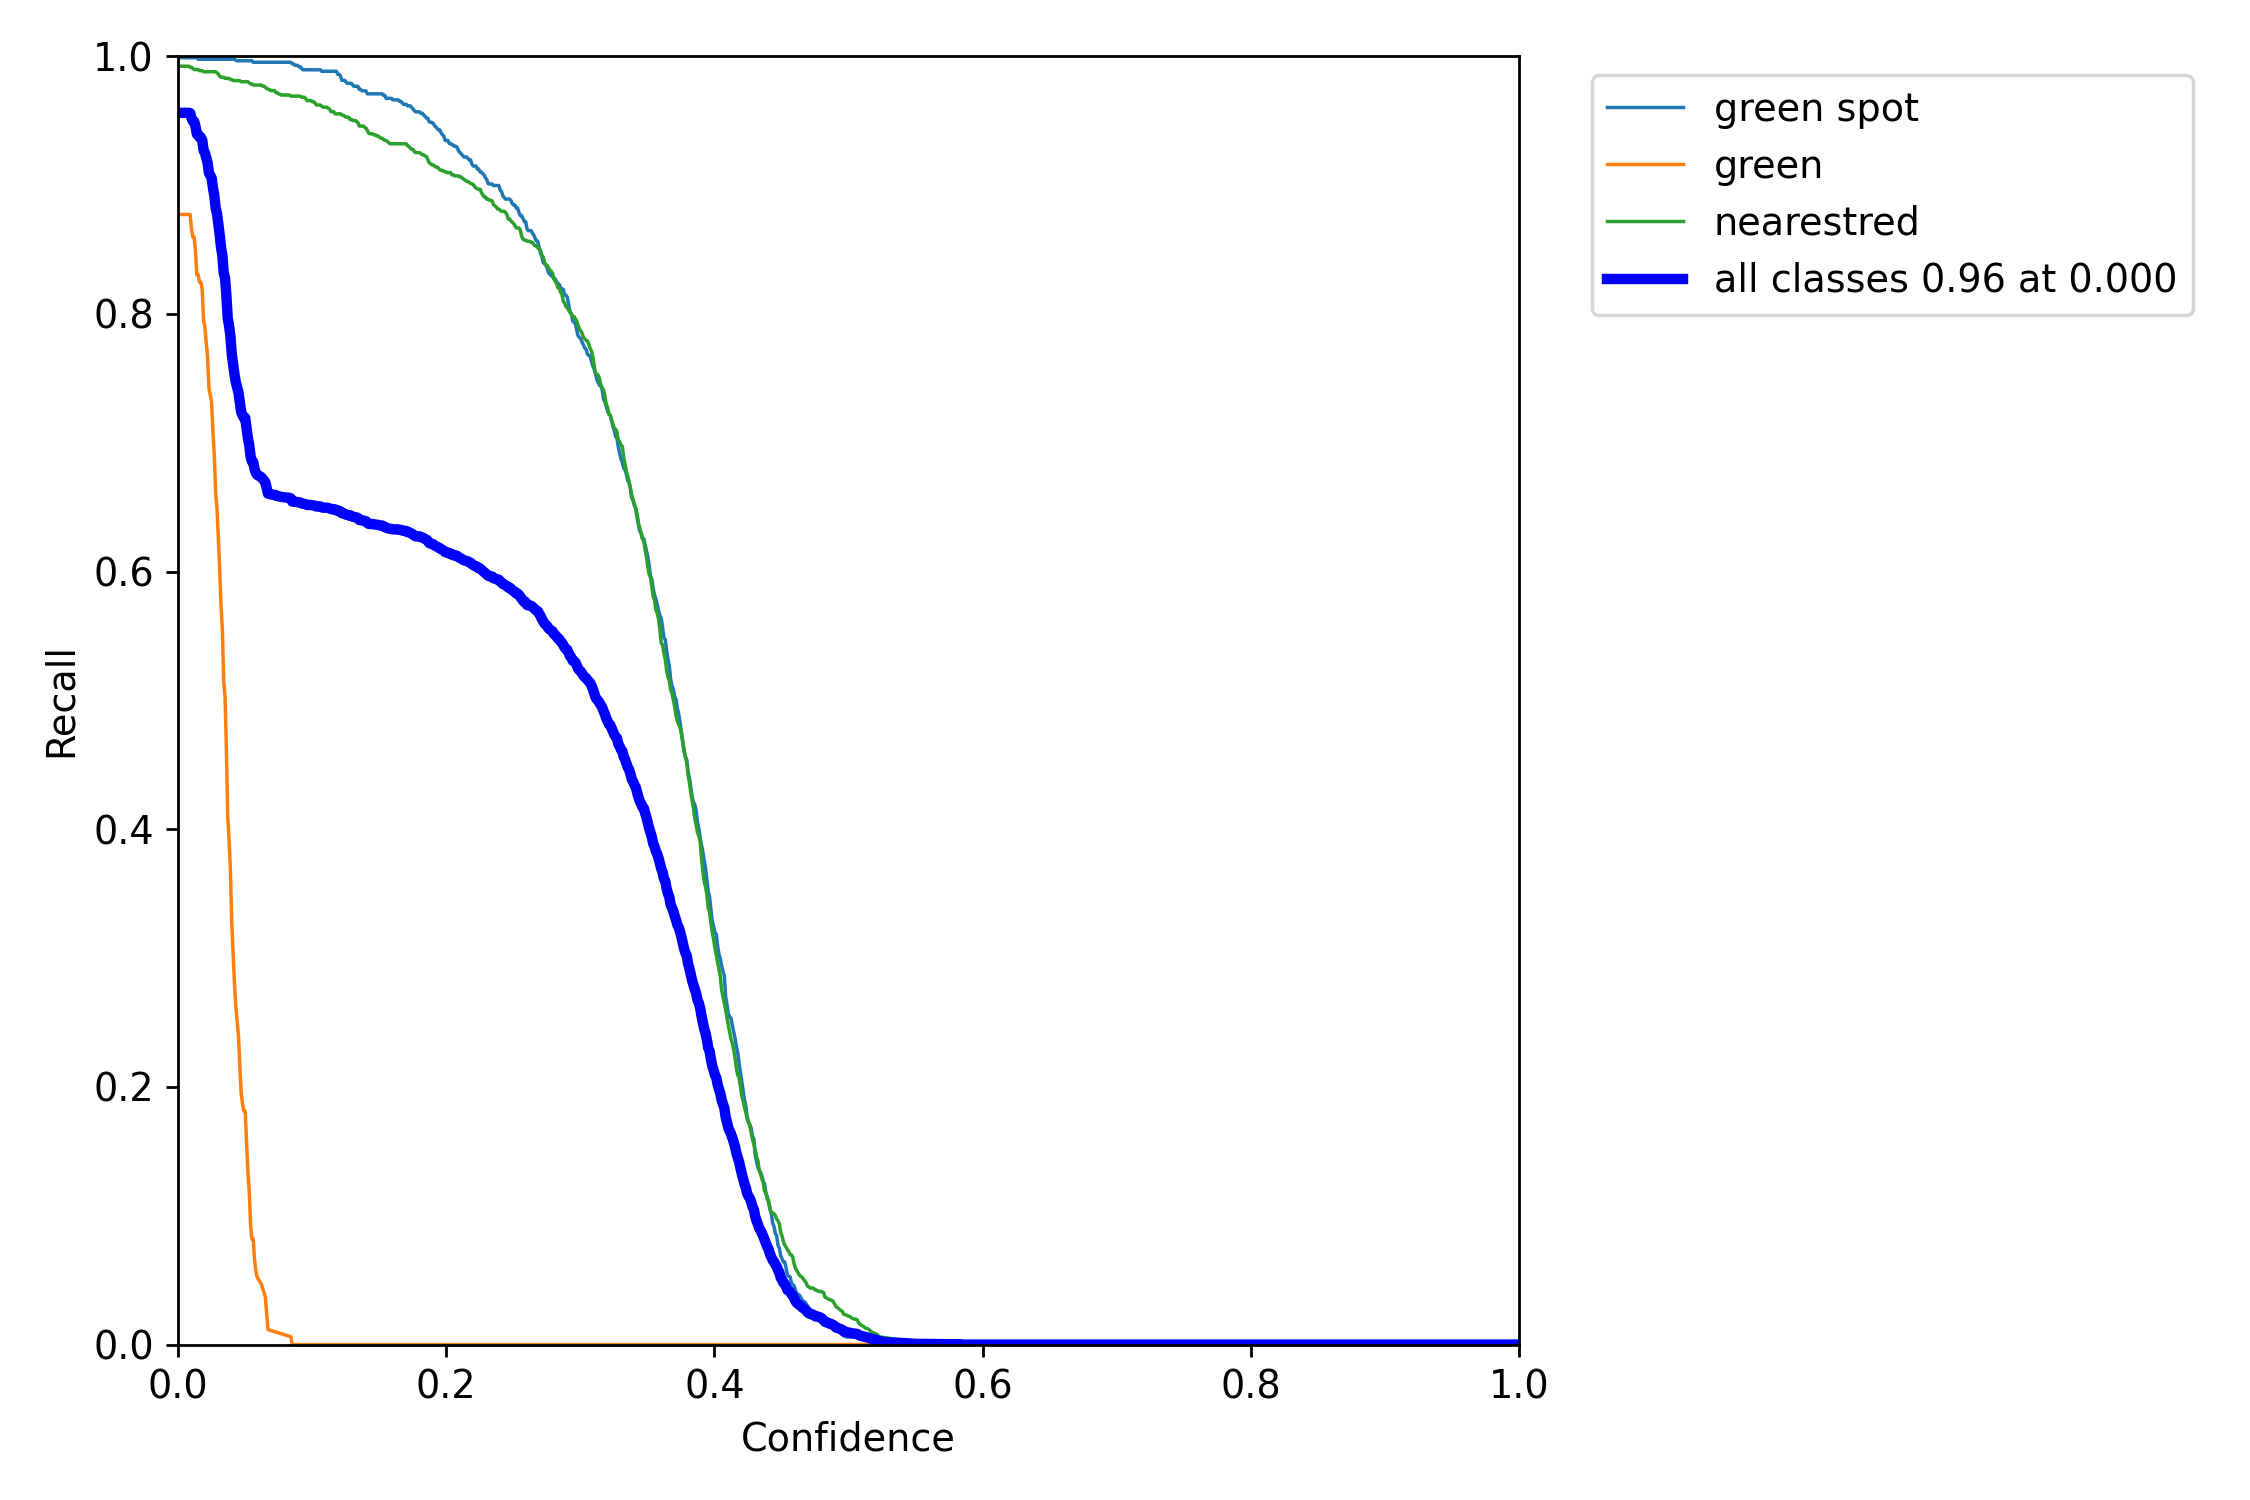 1.0
0.8
0.6
0.4
0.2
0.0
Recall
0.0 0.2 0.4 0.6 0.8 1.0
Confidence
green spot
green
nearestred
all classes 0.96 at 0.000